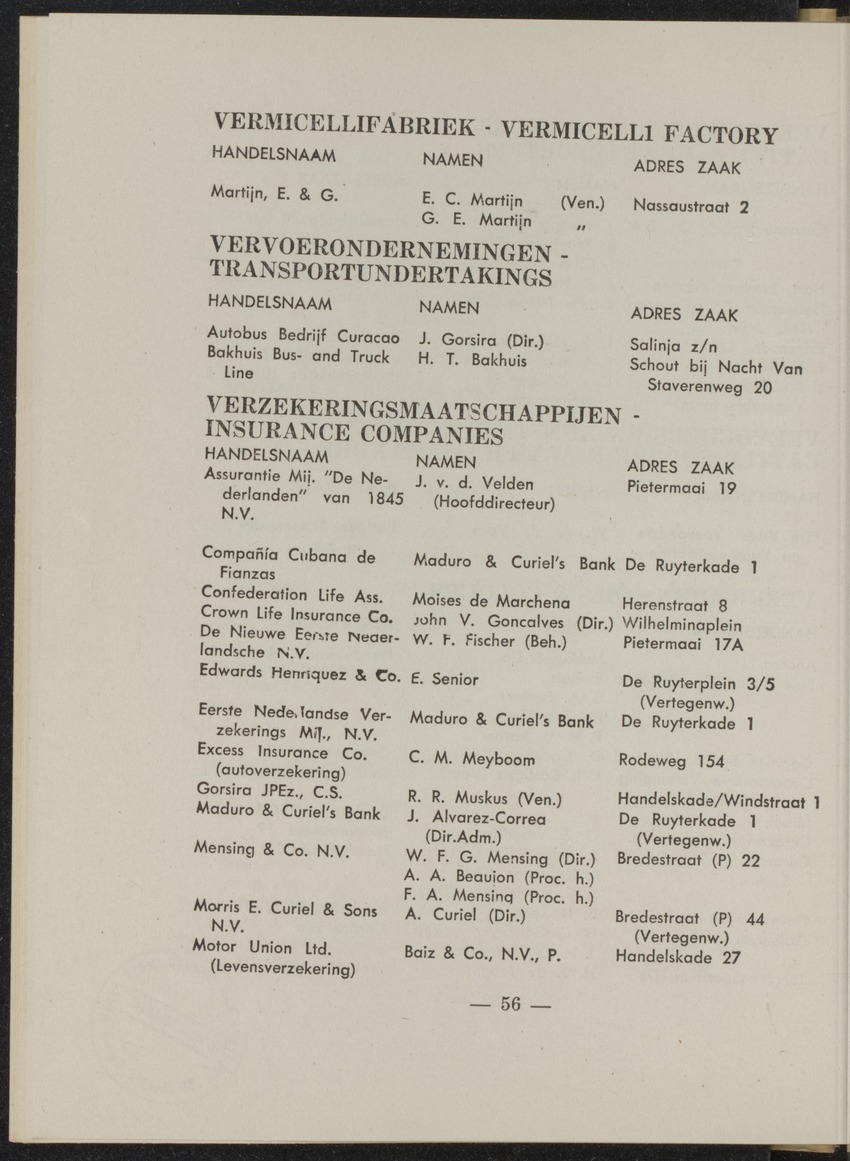 VERMICELLIFABRIEK - VERMICELL1 FACTORY
HANDELSNAAM NAMEN ADRES ZAAK
Martijn, E. & G. E. C. Martijn (Ven.) Nassaustraat 2
G. E. Martijn „
VERVOERONDERNEMINGEN -
TRANSPORTUNDERTAKINGS
HANDELSNAAM NAMEN ADRES ZAAK
Autobus Bedrijf Curacao J. Gorsira (Dir.) Salinja z/n
Bakhuis Bus- and Truck H. T. Bakhuis Schout bij Nacht Van
Line Staverenweg 20
VERZEKERINGSMAATSCHAPPIJEN -
INSURANCE COMPANIES
HANDELSNAAM NAMEN ADRES ZAAK
Assurantie Mij. "De Ne- J. v. d. Velden Pietermaai 19
derlanden" van 1845 (Hoofddirecteur)
N.V.
Compañía Cubana de Maduro & Curiel's Bank De Ruyterkade 1
Fianzas
Confederation Life Ass. Moises de Marchena Herenstraat 8
Crown Life Insurance Co. John V. Goncalves (Dir.) Wilhelminaplein
De Nieuwe Eerste Neder- W. F. Fischer (Beh.) Pietermaai 17A
landsche N.V.
Edwards Henriquez & Co. E. Senior De Ruyterplein 3/5
(Vertegenw.)
Eerste Nederlandse Ver- Maduro & Curiel's Bank De Ruyterkade 1
zekerings Mij., N.V.
Excess Insurance Co. C. M. Meyboom Rodeweg 154
(autoverzekering)
Gorsira JPEz., C.S. R. R. Muskus (Ven.) Handelskade/Windstraat 1
Maduro & Curiel's Bank J. Alvarez-Correa De Ruyterkade 1
(Dir.Adm.) (Vertegenw.)
Mensing & Co. N.V. W. F. G. Mensing (Dir.) Bredestraat (P) 22
A. A. Beaujon (Proc. h.)
F. A. Mensing (Proc. h.)
Morris E. Curiel & Sons A. Curiel (Dir.) Bredestraat (P) 44
N.V. (Vertegenw.)
Motor Union Ltd. Baiz & Co., N.V., P. Handelskade 27
(Levensverzekering)
— 56 —